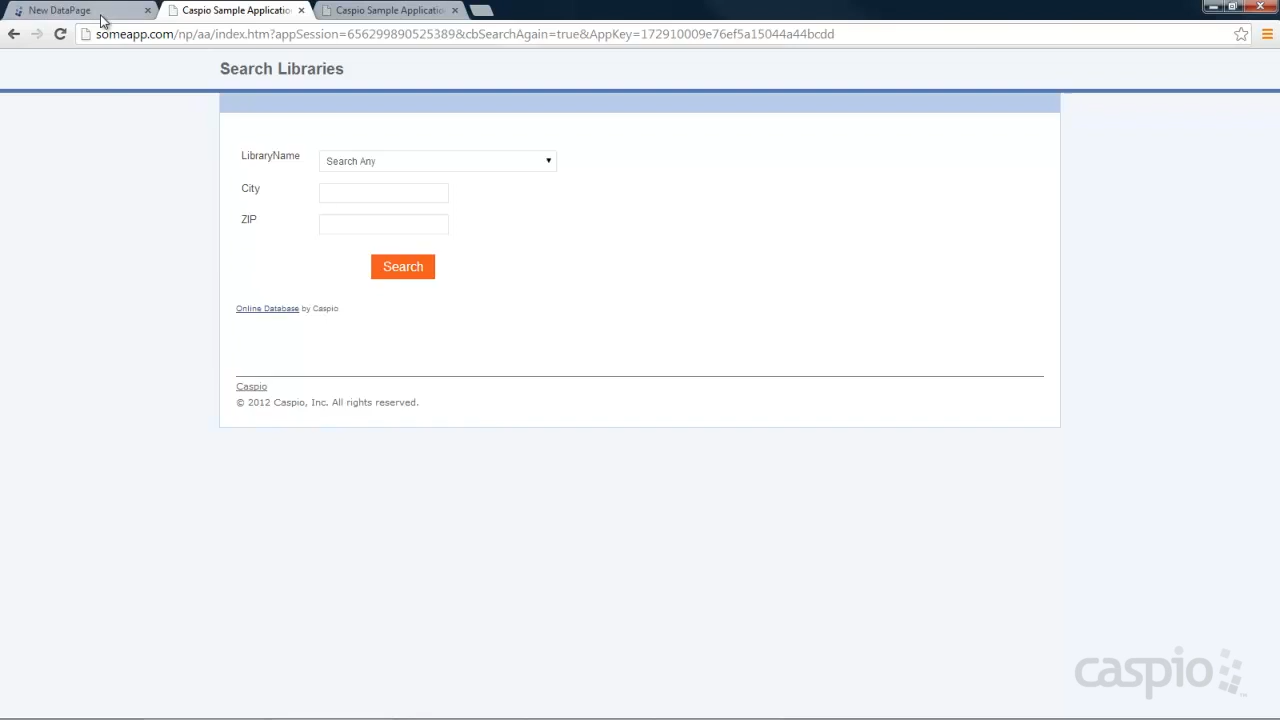 New DataPage
Caspio Sample Applicatio
Caspio Sample Applicatio
someapp.com/np/aa/index.htm?appSession=65629989052538​9&cbSearchAgain=true&AppKey=172910009e76ef5a15044a44bcdd
Search Libraries
LibraryName
Search Any
City
ZIP
Search
Online Database by Caspio
Caspio
© 2012 Caspio, Inc. All rights reserved.
caspio